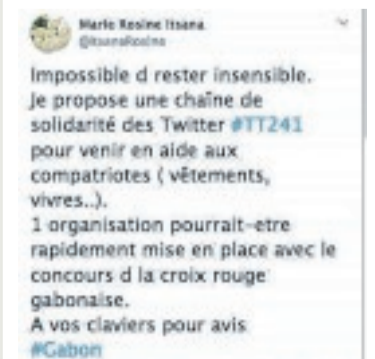 Marie Rosine Itsana
@ItsanaRosine
Impossible d rester insensible.
Je propose une chaîne de
solidarité des Twitter #TT241
pour venir en aide aux
compatriotes ( vêtements,
vivres..).
1 organisation pourrait-etre
rapidement mise en place avec le
concours d la croix rouge
gabonaise.
A vos claviers pour avis
#Gabon